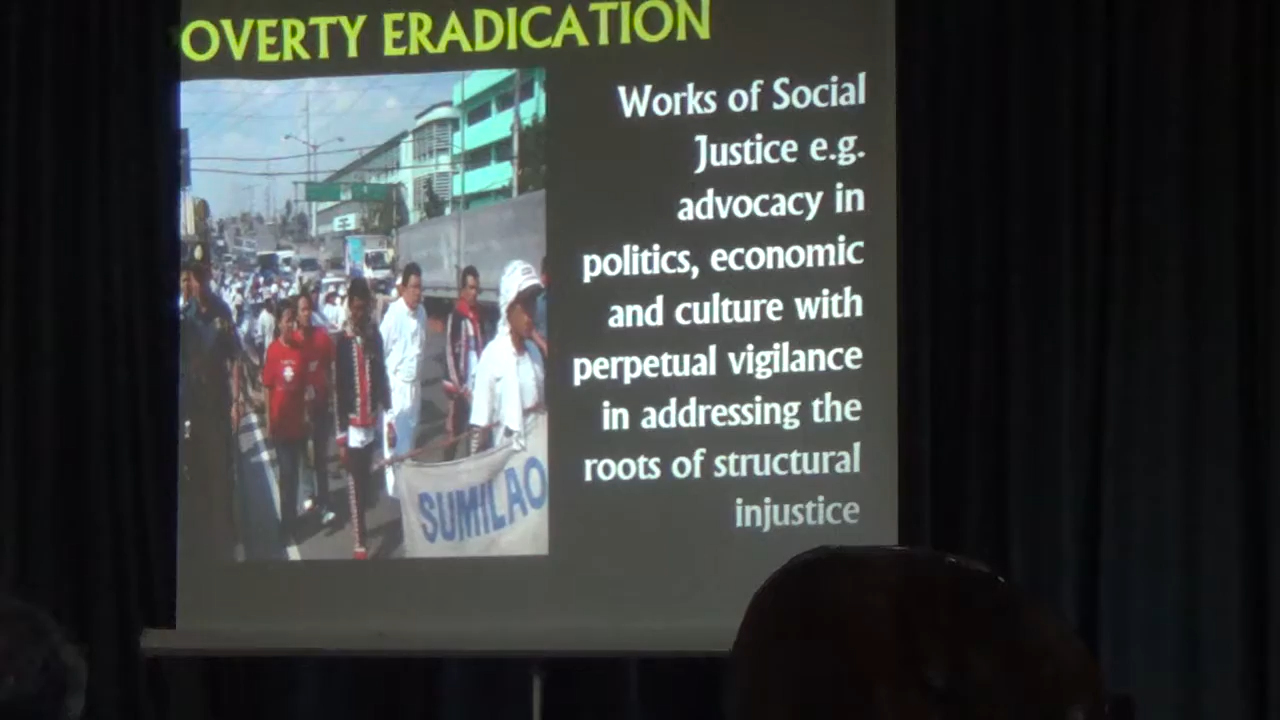 OVERTY ERADICATION
Works of Social
Justice e.g.
advocacy in
politics, economic
and culture with
perpetual vigilance
in addressing the
roots of structural
injustice
SUMILAO